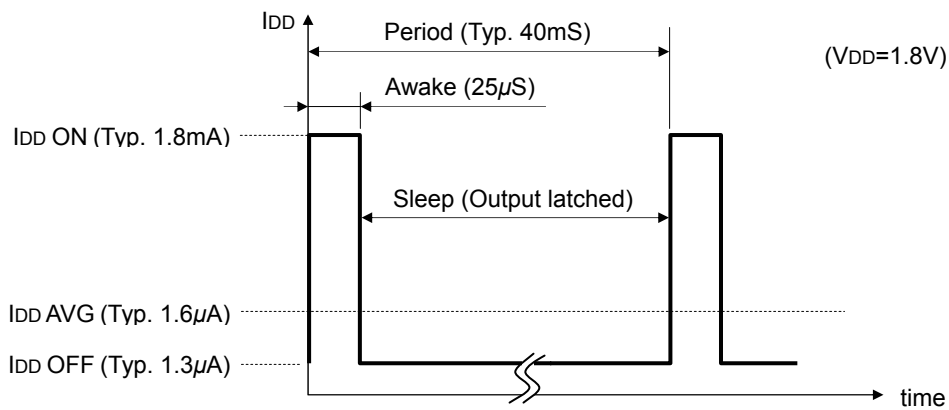 IDD
Period (Typ. 40mS)
(VDD=1.8V)
Awake (25µS)
IDD ON (Typ. 1.8mA)
Sleep (Output latched)
IDD AVG (Typ. 1.6µA)
IDD OFF (Typ. 1.3µA)
time